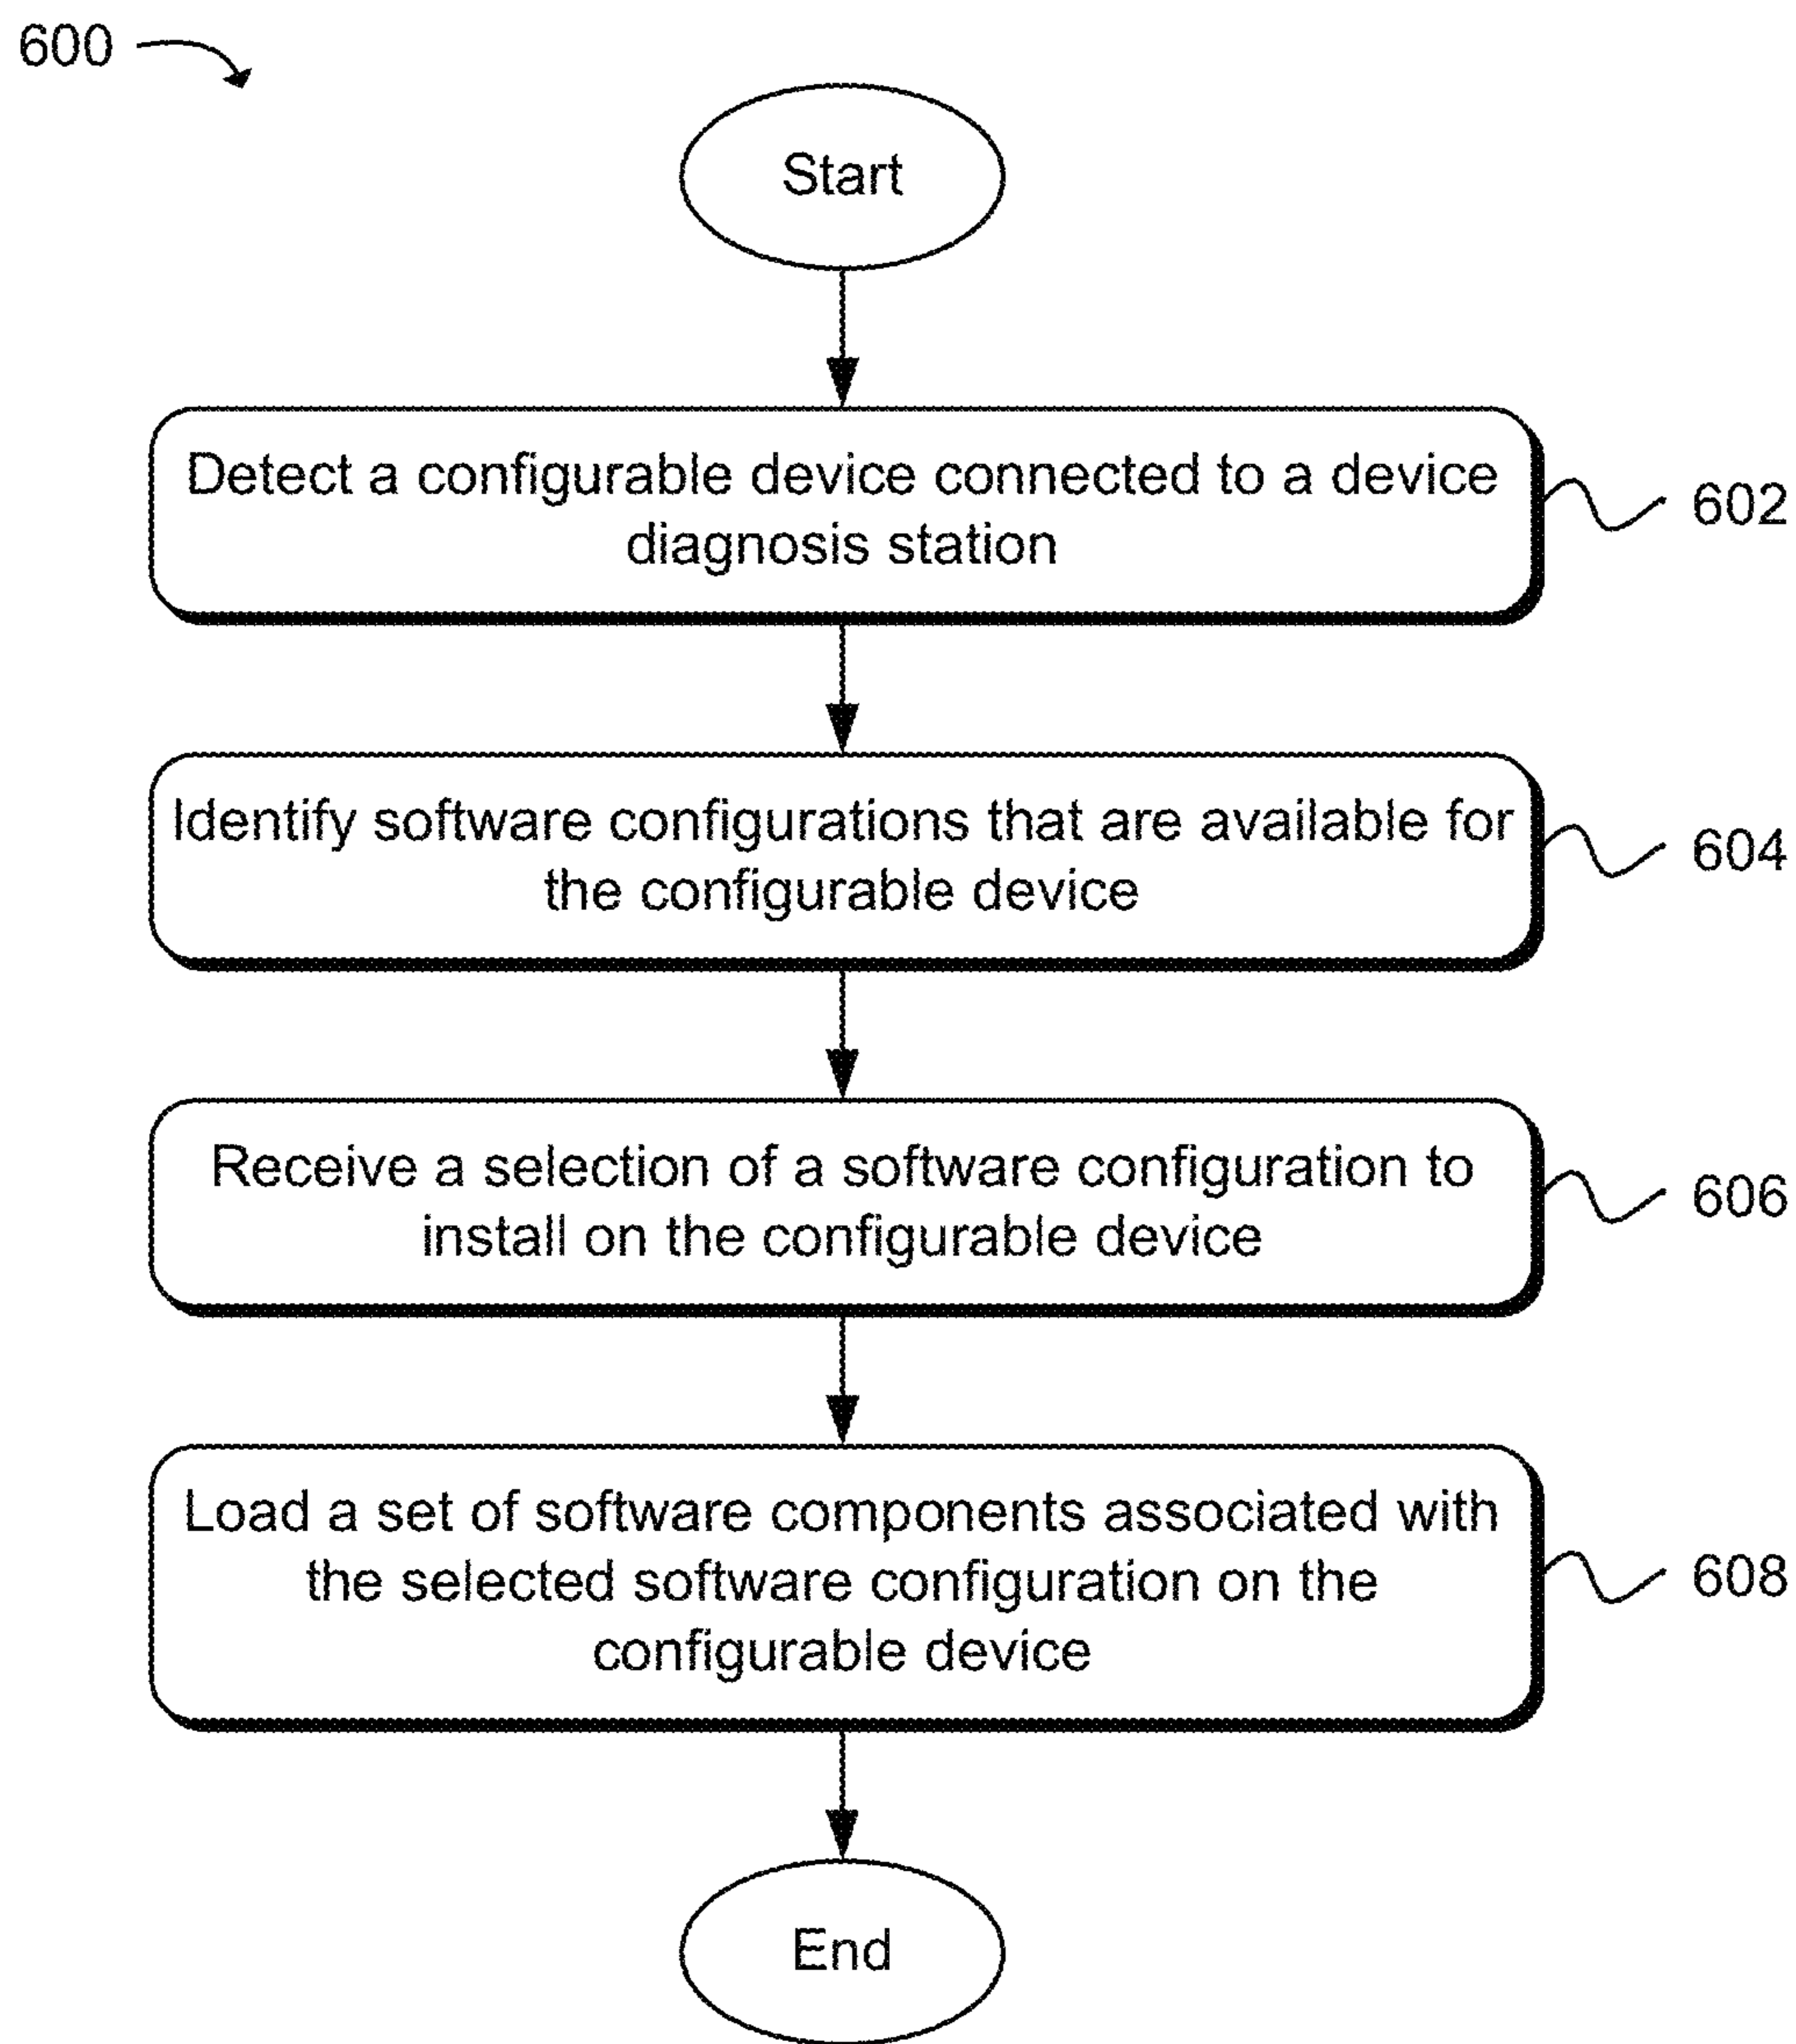 600
Start
Detect a configurable device connected to a device
diagnosis station
602
Identify software configurations that are available for
the configurable device
604
Receive a selection of a software configuration to
install on the configurable device
606
Load a set of software components associated with
the selected software configuration on the
configurable device
608
End